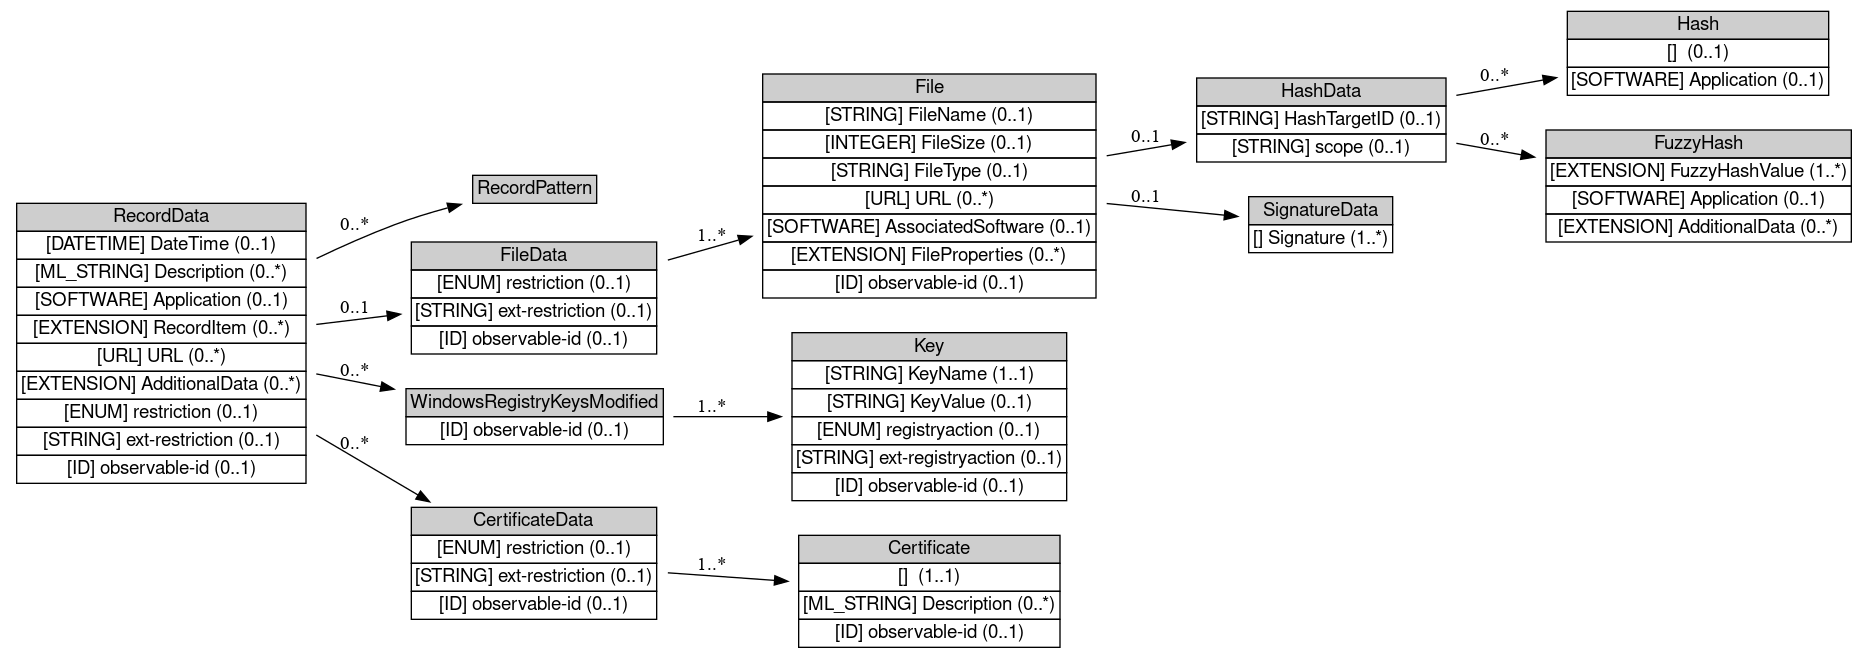 RecordData
[DATETIME] DateTime (0..1)
[ML_STRING] Description (0..*)
[SOFTWARE] Application (0..1)
[EXTENSION] RecordItem (0..*)
[URL] URL (0..*)
[EXTENSION] AdditionalData (0..*)
[ENUM] restriction (0..1)
[STRING] ext-restriction (0..1)
[ID] observable-id (0..1)
0..*
0..1
0..*
0..*
RecordPattern
FileData
[ENUM] restriction (0..1)
[STRING] ext-restriction (0..1)
[ID] observable-id (0..1)
WindowsRegistryKeysModified
[ID] observable-id (0..1)
CertificateData
[ENUM] restriction (0..1)
[STRING] ext-restriction (0..1)
[ID] observable-id (0..1)
1..*
1..*
1..*
File
[STRING] FileName (0..1)
[INTEGER] FileSize (0..1)
[STRING] FileType (0..1)
[URL] URL (0..*)
[SOFTWARE] AssociatedSoftware (0..1)
[EXTENSION] FileProperties (0..*)
[ID] observable-id (0..1)
Key
[STRING] KeyName (1..1)
[STRING] KeyValue (0..1)
[ENUM] registryaction (0..1)
[STRING] ext-registryaction (0..1)
[ID] observable-id (0..1)
Certificate
[] (1..1)
[ML_STRING] Description (0..*)
[ID] observable-id (0..1)
0..1
0..1
HashData
[STRING] HashTargetID (0..1)
[STRING] scope (0..1)
SignatureData
[] Signature (1..*)
0..*
0..*
Hash
[] (0..1)
[SOFTWARE] Application (0..1)
FuzzyHash
[EXTENSION] FuzzyHashValue (1..*)
[SOFTWARE] Application (0..1)
[EXTENSION] AdditionalData (0..*)